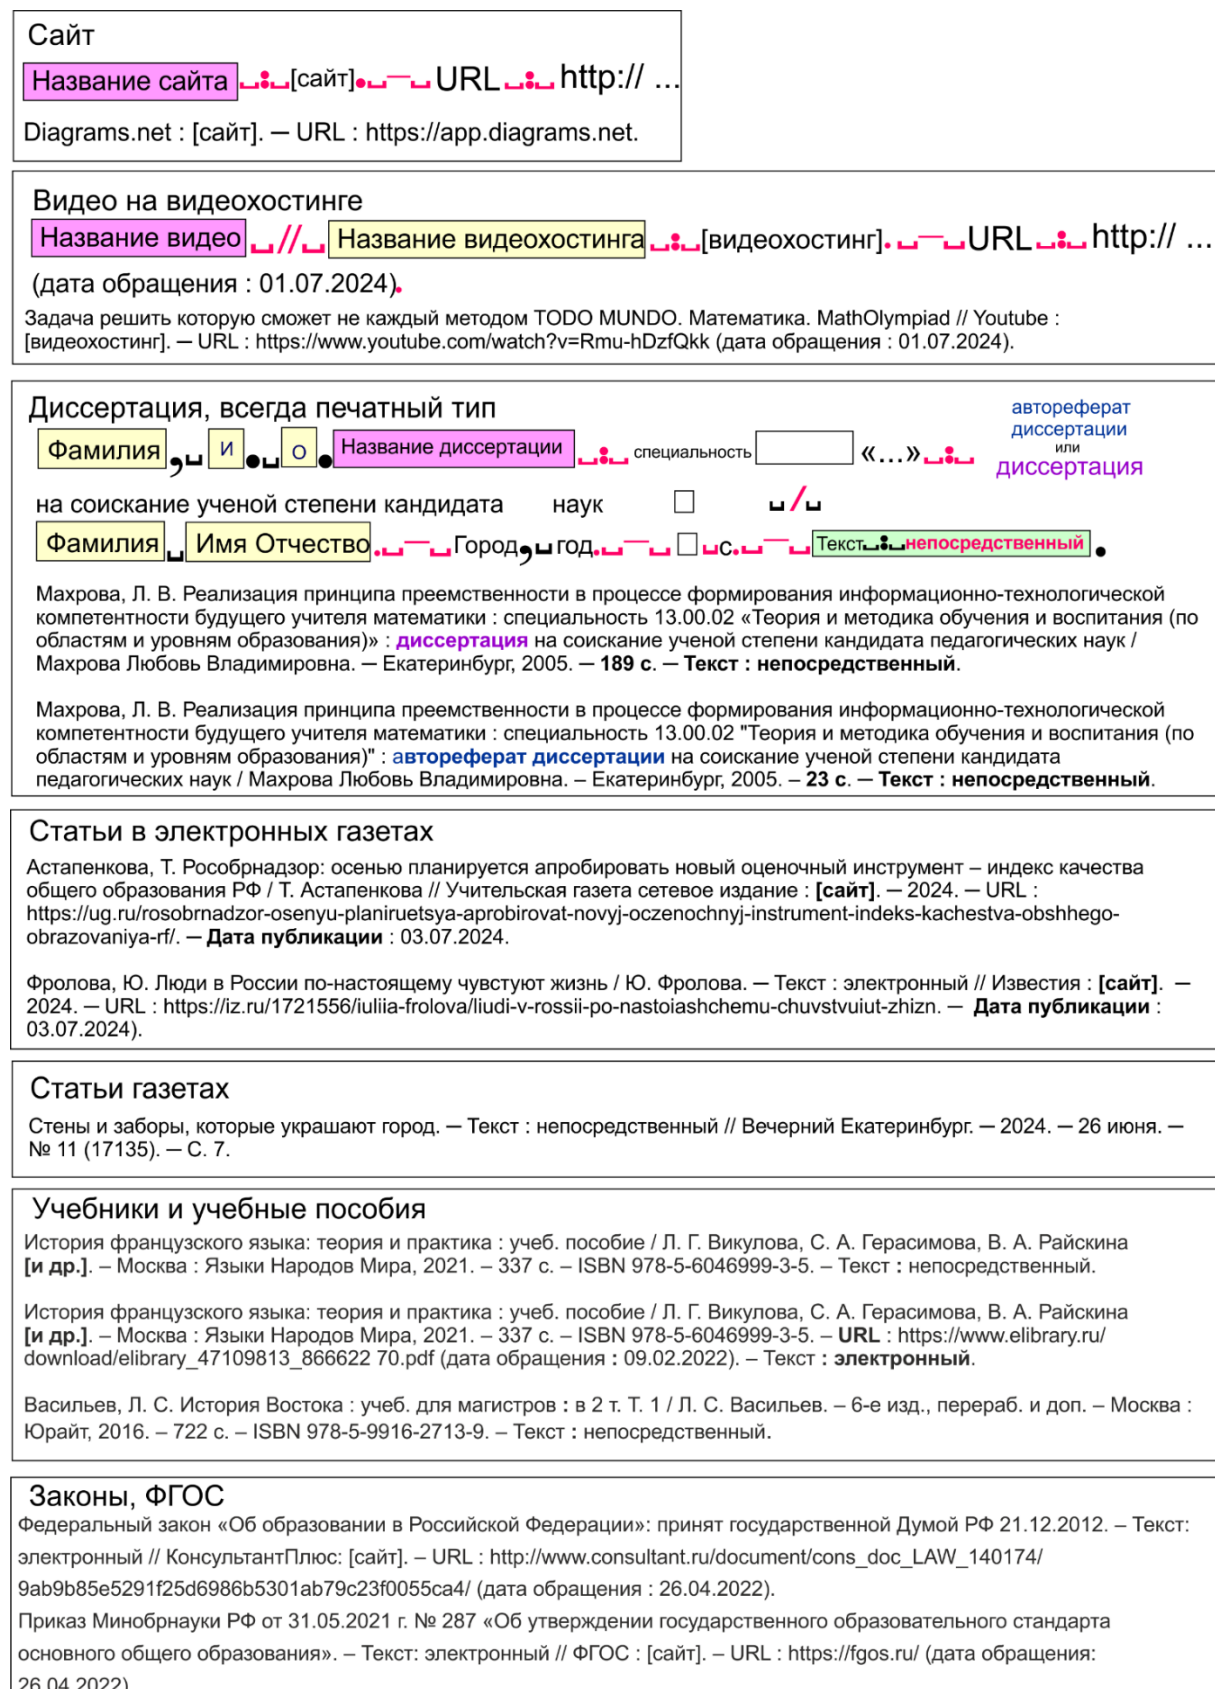 Сайт
Название сайта : [сайт]. — URL : http:// ...
Diagrams.net : [сайт]. — URL : https://app.diagrams.net.
Видео на видеохостинге
Название видео // Название видеохостинга : [видеохостинг]. — URL : http:// ...
(дата обращения : 01.07.2024).
Задача решить которую сможет не каждый методом TODO MUNDO. Математика. MathOlympiad // Youtube :
[видеохостинг]. — URL : https://www.youtube.com/watch?v=Rmu-hDzfQkk (дата обращения : 01.07.2024).
Диссертация, всегда печатный тип
Фамилия, И. О. Название диссертации : специальность «...» : автореферат диссертации или диссертация
на соискание ученой степени кандидата наук /
Фамилия Имя Отчество. — Город, год. — с. — Текст : непосредственный.
Махрова, Л. В. Реализация принципа преемственности в процессе формирования информационно-технологической
компетентности будущего учителя математики : специальность 13.00.02 «Теория и методика обучения и воспитания (по
областям и уровням образования)» : диссертация на соискание ученой степени кандидата педагогических наук /
Махрова Любовь Владимировна. — Екатеринбург, 2005. — 189 с. — Текст : непосредственный.
Махрова, Л. В. Реализация принципа преемственности в процессе формирования информационно-технологической
компетентности будущего учителя математики : специальность 13.00.02 "Теория и методика обучения и воспитания (по
областям и уровням образования)" : автореферат диссертации на соискание ученой степени кандидата
педагогических наук / Махрова Любовь Владимировна. – Екатеринбург, 2005. – 23 с. — Текст : непосредственный.
Статьи в электронных газетах
Астапенкова, Т. Рособрнадзор: осенью планируется апробировать новый оценочный инструмент – индекс качества
общего образования РФ / Т. Астапенкова // Учительская газета сетевое издание : [сайт]. — 2024. — URL :
https://ug.ru/rosobrnadzor-osenyu-planiruetsya-aprobirovat-novyj-oczenochnyj-instrument-indeks-kachestva-obshhego-
obrazovaniya-rf/. — Дата публикации : 03.07.2024.
Фролова, Ю. Люди в России по-настоящему чувстуют жизнь / Ю. Фролова. — Текст : электронный // Известия : [сайт]. —
2024. — URL : https://iz.ru/1721556/iuliia-frolova/liudi-v-rossii-po-nastoiashchemu-chuvstvuiut-zhizn. — Дата публикации :
03.07.2024).
Статьи газетах
Стены и заборы, которые украшают город. — Текст : непосредственный // Вечерний Екатеринбург. — 2024. — 26 июня. —
№ 11 (17135). — С. 7.
Учебники и учебные пособия
История французского языка: теория и практика : учеб. пособие / Л. Г. Викулова, С. А. Герасимова, В. А. Райскина
[и др.]. – Москва : Языки Народов Мира, 2021. – 337 с. – ISBN 978-5-6046999-3-5. – Текст : непосредственный.
История французского языка: теория и практика : учеб. пособие / Л. Г. Викулова, С. А. Герасимова, В. А. Райскина
[и др.]. – Москва : Языки Народов Мира, 2021. – 337 с. – ISBN 978-5-6046999-3-5. – URL : https://www.elibrary.ru/
download/elibrary_47109813_866622 70.pdf (дата обращения : 09.02.2022). – Текст : электронный.
Васильев, Л. С. История Востока : учеб. для магистров : в 2 т. Т. 1 / Л. С. Васильев. – 6-е изд., перераб. и доп. – Москва :
Юрайт, 2016. – 722 с. – ISBN 978-5-9916-2713-9. – Текст : непосредственный.
Законы, ФГОС
Федеральный закон «Об образовании в Российской Федерации»: принят государственной Думой РФ 21.12.2012. – Текст:
электронный // КонсультантПлюс: [сайт]. – URL : http://www.consultant.ru/document/cons_doc_LAW_140174/
9ab9b85e5291f25d6986b5301ab79c23f0055ca4/ (дата обращения : 26.04.2022).
Приказ Минобрнауки РФ от 31.05.2021 г. № 287 «Об утверждении государственного образовательного стандарта
основного общего образования». – Текст: электронный // ФГОС : [сайт]. – URL : https://fgos.ru/ (дата обращения:
26.04.2022)